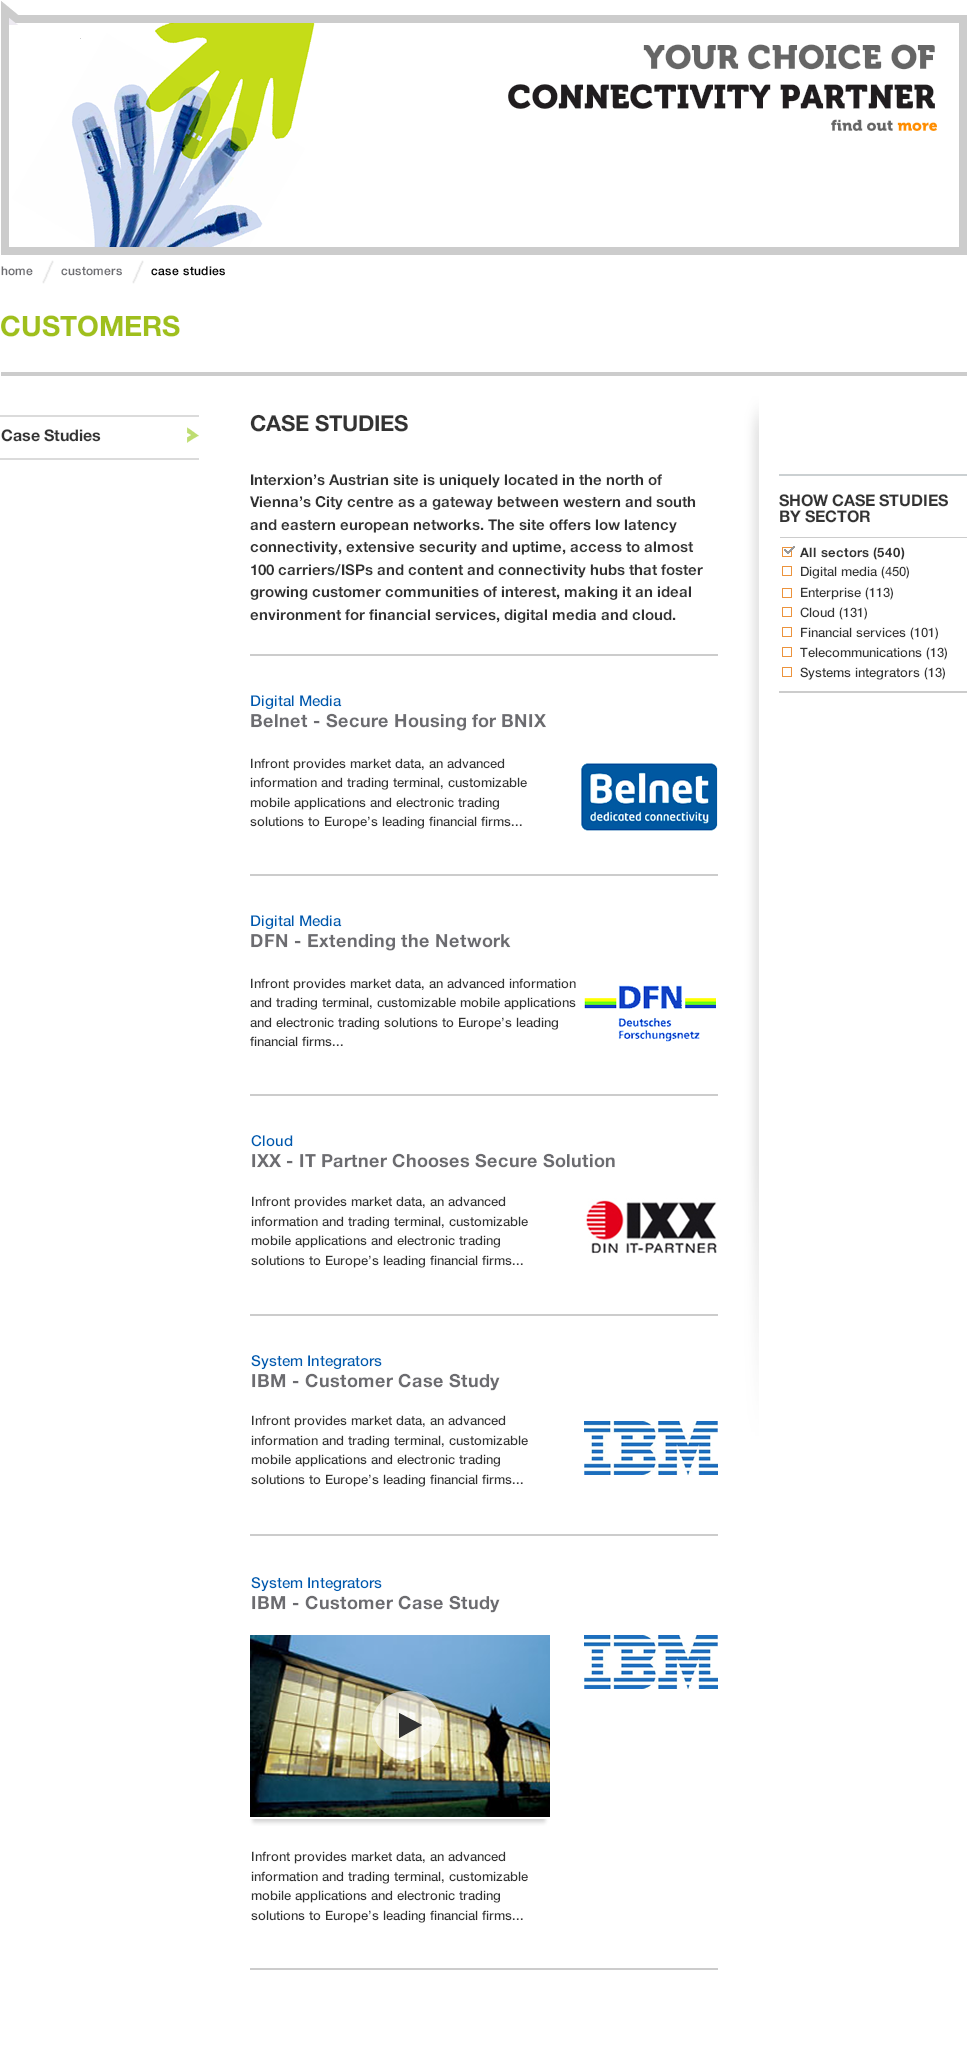 YOUR CHOICE OF
CONNECTIVITY PARTNER
find out more
home / customers / case studies
CUSTOMERS
Case Studies
CASE STUDIES
Interxion’s Austrian site is uniquely located in the north of
Vienna’s City centre as a gateway between western and south
and eastern european networks. The site offers low latency
connectivity, extensive security and uptime, access to almost
100 carriers/ISPs and content and connectivity hubs that foster
growing customer communities of interest, making it an ideal
environment for financial services, digital media and cloud.
Digital Media
Belnet - Secure Housing for BNIX
Infront provides market data, an advanced
information and trading terminal, customizable
mobile applications and electronic trading
solutions to Europe’s leading financial firms...
Belnet
dedicated connectivity
Digital Media
DFN - Extending the Network
Infront provides market data, an advanced information
and trading terminal, customizable mobile applications
and electronic trading solutions to Europe’s leading
financial firms...
DFN
Deutsches
Forschungsnetz
Cloud
IXX - IT Partner Chooses Secure Solution
Infront provides market data, an advanced
information and trading terminal, customizable
mobile applications and electronic trading
solutions to Europe’s leading financial firms...
IXX
DIN IT-PARTNER
System Integrators
IBM - Customer Case Study
Infront provides market data, an advanced
information and trading terminal, customizable
mobile applications and electronic trading
solutions to Europe’s leading financial firms...
IBM
System Integrators
IBM - Customer Case Study
IBM
Infront provides market data, an advanced
information and trading terminal, customizable
mobile applications and electronic trading
solutions to Europe’s leading financial firms...
SHOW CASE STUDIES
BY SECTOR
All sectors (540)
Digital media (450)
Enterprise (113)
Cloud (131)
Financial services (101)
Telecommunications (13)
Systems integrators (13)